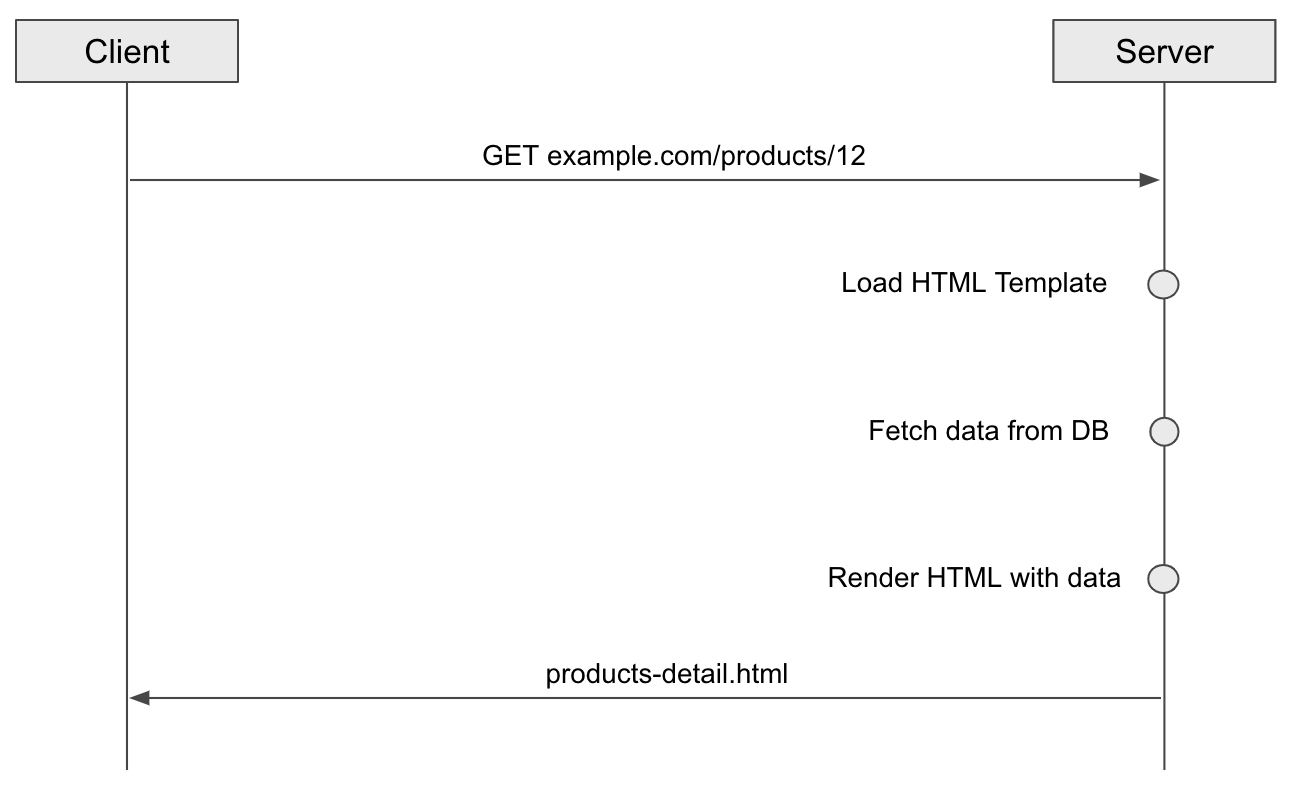 Client
Server
GET example.com/products/12
Load HTML Template
Fetch data from DB
Render HTML with data
products-detail.html